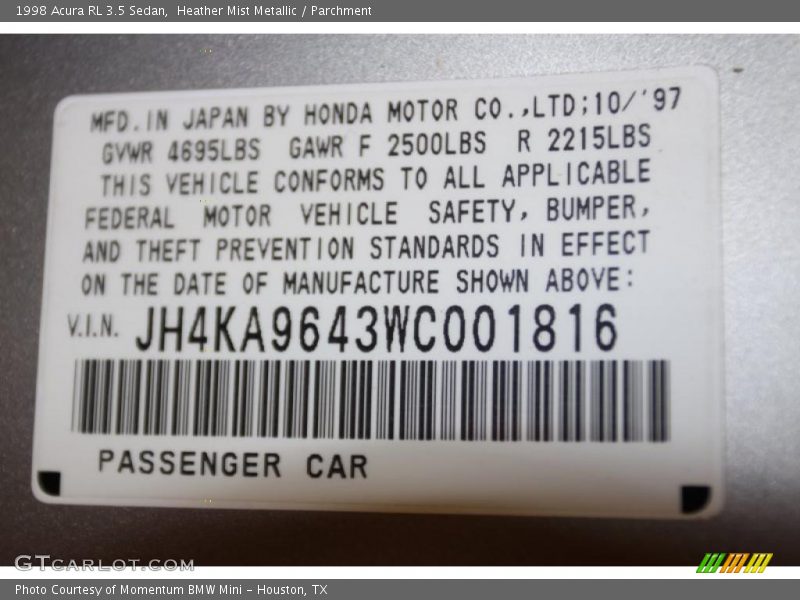 1998 Acura RL 3.5 Sedan,  Heather Mist Metallic / Parchment
MFD. IN JAPAN BY HONDA MOTOR CO.,LTD;10/'97
GVWR 4695LBS GAWR F 2500LBS R 2215LBS
THIS VEHICLE CONFORMS TO ALL APPLICABLE
FEDERAL MOTOR VEHICLE SAFETY, BUMPER,
AND THEFT PREVENTION STANDARDS IN EFFECT
ON THE DATE OF MANUFACTURE SHOWN ABOVE:
V.I.N. JH4KA9643WC001816
PASSENGER CAR
GTCARLOT.COM
Photo Courtesy of Momentum BMW Mini - Houston, TX